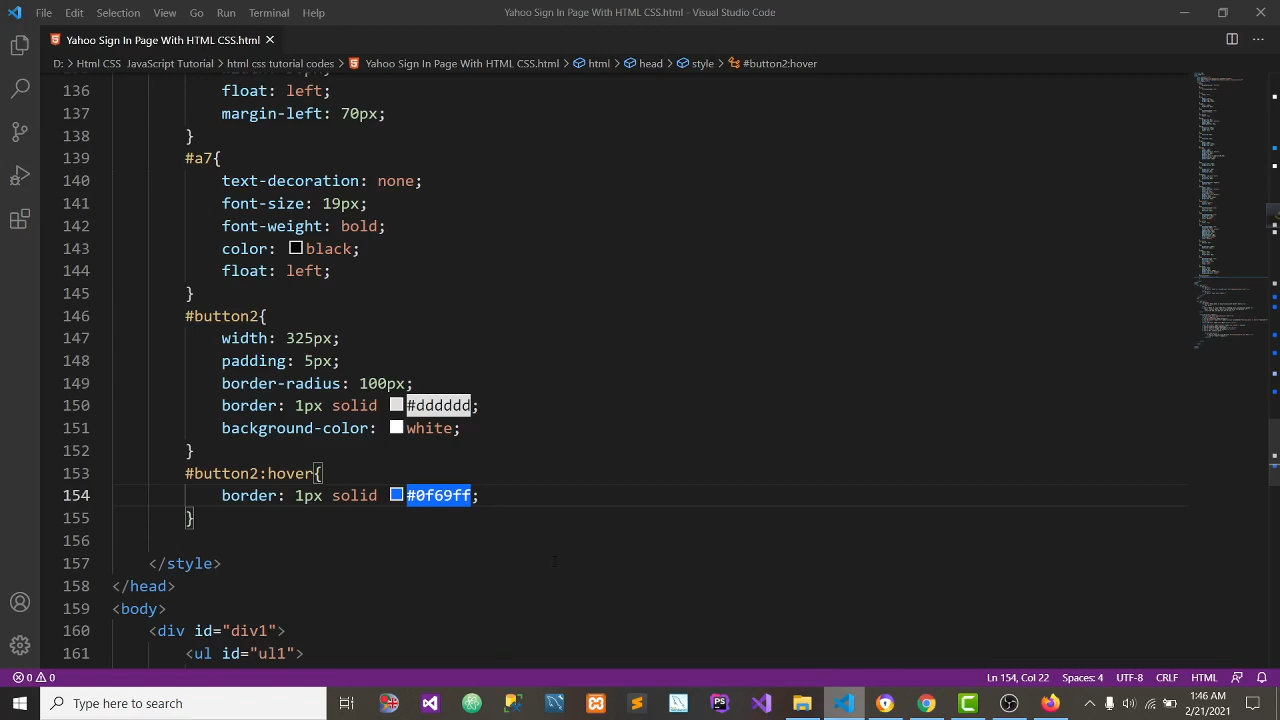 File Edit Selection View Go Run Terminal Help Yahoo Sign In Page With HTML CSS.html - Visual Studio Code
Yahoo Sign In Page With HTML CSS.html
D: > Html CSS JavaScript Tutorial > html css tutorial codes > Yahoo Sign In Page With HTML CSS.html > html > head > style > #button2:hover
136 float: left;
137 margin-left: 70px;
138 }
139 #a7{
140 text-decoration: none;
141 font-size: 19px;
142 font-weight: bold;
143 color: black;
144 float: left;
145 }
146 #button2{
147 width: 325px;
148 padding: 5px;
149 border-radius: 100px;
150 border: 1px solid #dddddd;
151 background-color: white;
152 }
153 #button2:hover{
154 border: 1px solid #0f69ff;
155 }
156
157 </style>
158 </head>
159 <body>
160 <div id="div1">
161 <ul id="ul1">
0 0 Ln 154, Col 22 Spaces: 4 UTF-8 CRLF HTML
Type here to search 1:46 AM
2/21/2021